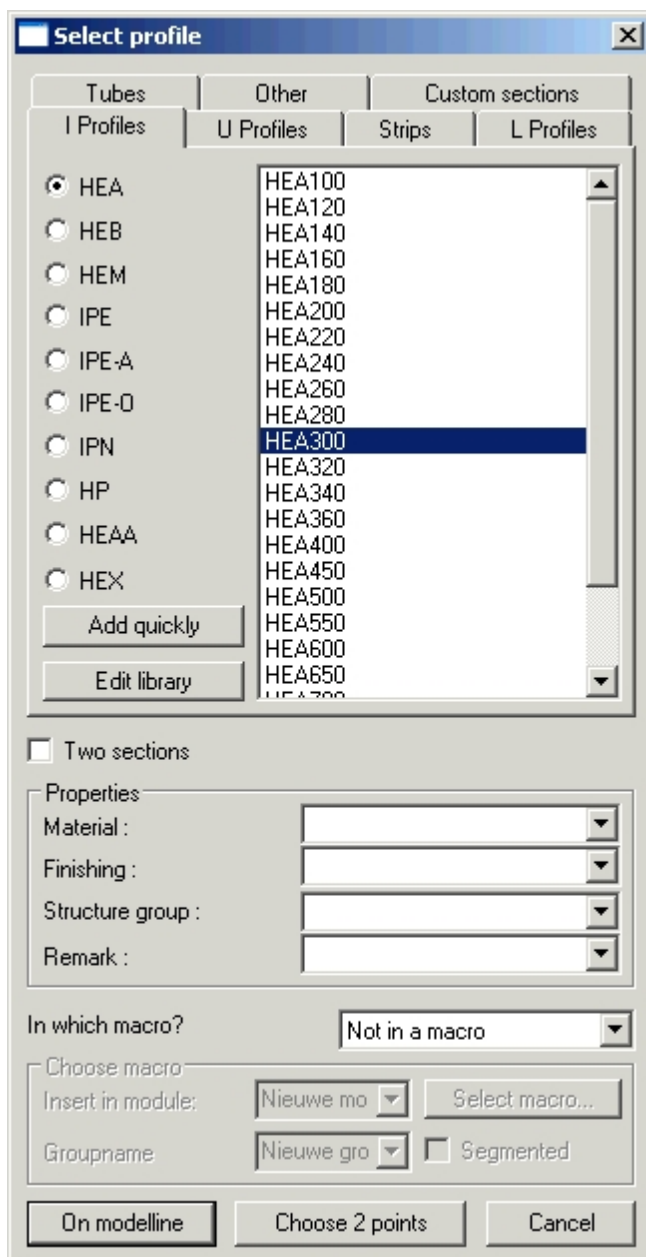 Select profile
Tubes
Other
Custom sections
I Profiles
U Profiles
Strips
L Profiles
HEA
HEB
HEM
IPE
IPE-A
IPE-O
IPN
HP
HEAA
HEX
Add quickly
Edit library
HEA100
HEA120
HEA140
HEA160
HEA180
HEA200
HEA220
HEA240
HEA260
HEA280
HEA300
HEA320
HEA340
HEA360
HEA400
HEA450
HEA500
HEA550
HEA600
HEA650
HEA700
Two sections
Properties
Material :
Finishing :
Structure group :
Remark :
In which macro?
Not in a macro
Choose macro
Insert in module:
Nieuwe mo
Select macro...
Groupname
Nieuwe gro
Segmented
On modelline
Choose 2 points
Cancel